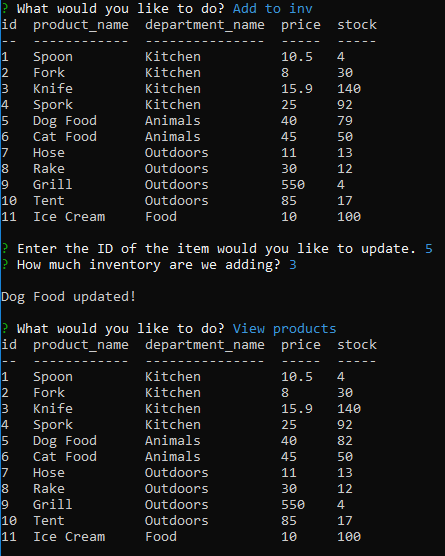 ? What would you like to do? Add to inv
id  product_name  department_name  price  stock
--  ------------  ---------------  -----  -----
1   Spoon         Kitchen          10.5   4
2   Fork          Kitchen          8      30
3   Knife         Kitchen          15.9   140
4   Spork         Kitchen          25     92
5   Dog Food      Animals          40     79
6   Cat Food      Animals          45     50
7   Hose          Outdoors         11     13
8   Rake          Outdoors         30     12
9   Grill         Outdoors         550    4
10  Tent          Outdoors         85     17
11  Ice Cream     Food             10     100
? Enter the ID of the item would you like to update. 5
? How much inventory are we adding? 3
Dog Food updated!
? What would you like to do? View products
id  product_name  department_name  price  stock
--  ------------  ---------------  -----  -----
1   Spoon         Kitchen          10.5   4
2   Fork          Kitchen          8      30
3   Knife         Kitchen          15.9   140
4   Spork         Kitchen          25     92
5   Dog Food      Animals          40     82
6   Cat Food      Animals          45     50
7   Hose          Outdoors         11     13
8   Rake          Outdoors         30     12
9   Grill         Outdoors         550    4
10  Tent          Outdoors         85     17
11  Ice Cream     Food             10     100